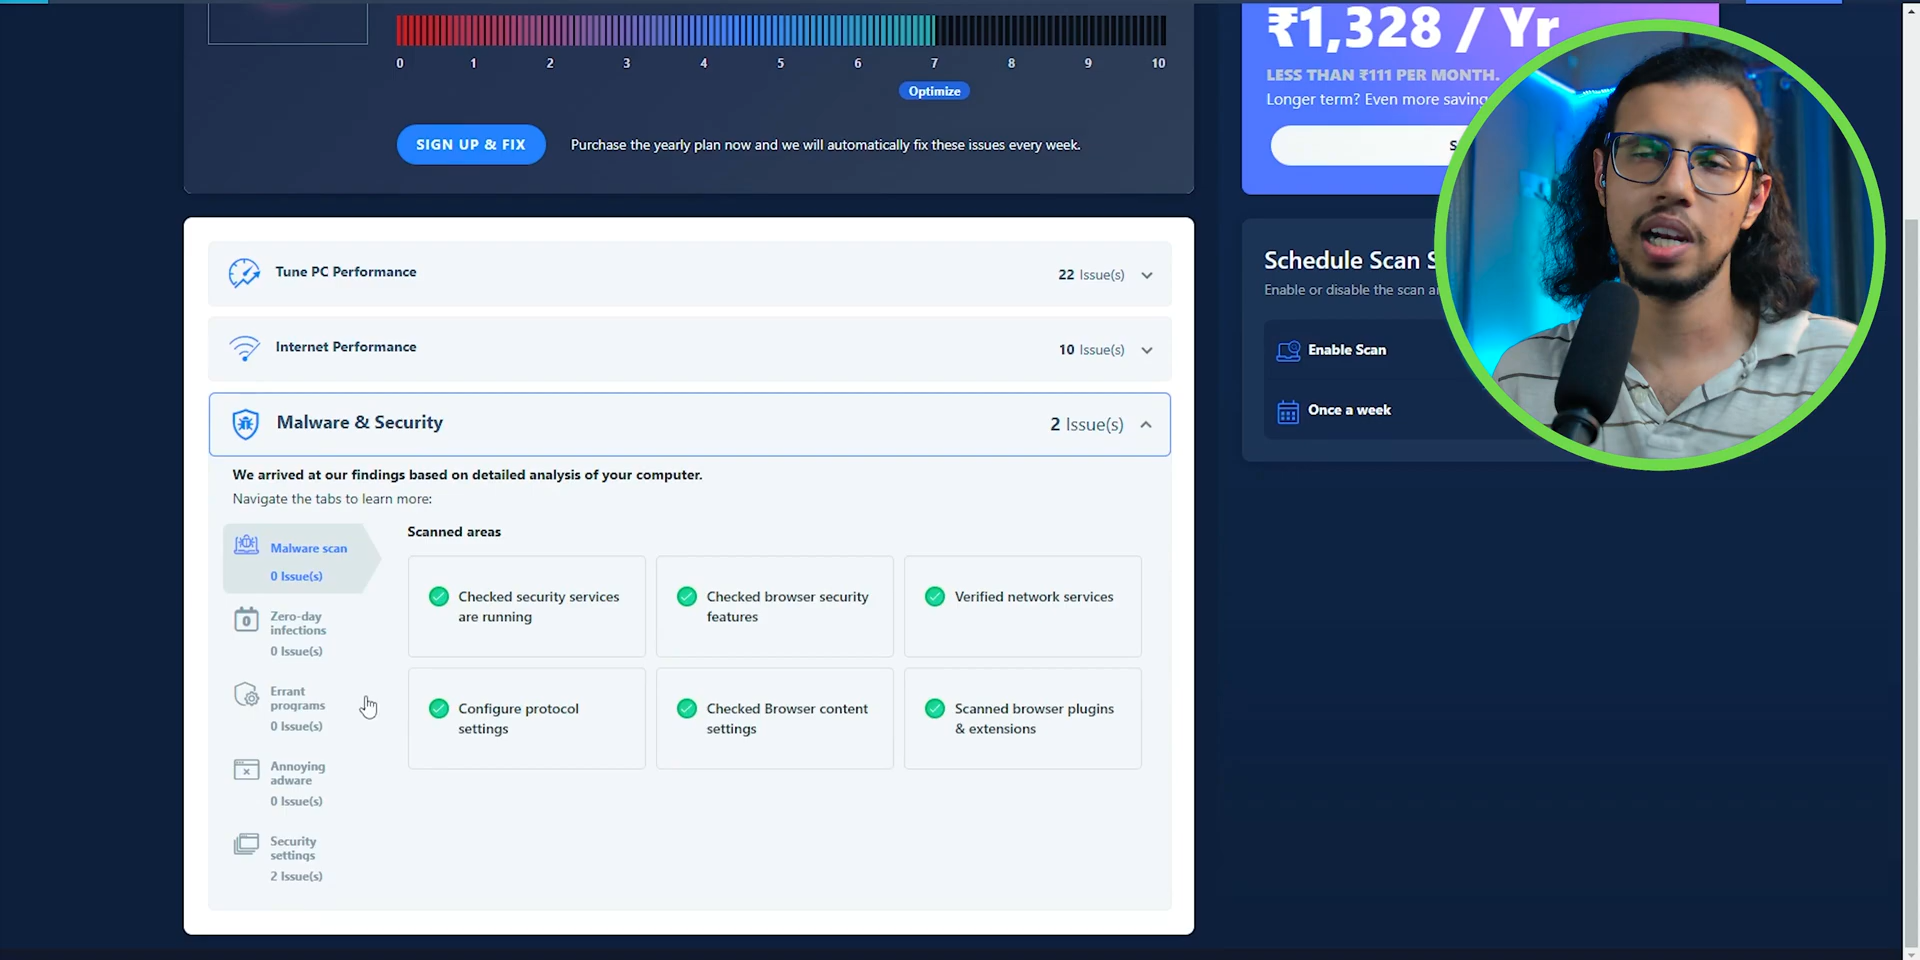 ₹1,328 / Yr
LESS THAN ₹111 PER MONTH.
Longer term? Even more
0 1 2 3 4 5 6 7 8 9 10
Optimize
SIGN UP & FIX
Purchase the yearly plan now and we will automatically fix these issues every week.
Tune PC Performance
22 Issue(s)
Internet Performance
10 Issue(s)
Malware & Security
2 Issue(s)
We arrived at our findings based on detailed analysis of your computer.
Navigate the tabs to learn more:
Malware scan
0 Issue(s)
Zero-day
infections
0 Issue(s)
0
Errant
programs
0 Issue(s)
Annoying
adware
0 Issue(s)
Security
settings
2 Issue(s)
Scanned areas
Checked security services
are running
Checked browser security
features
Verified network services
Configure protocol
settings
Checked Browser content
settings
Scanned browser plugins
& extensions
Schedule Scan S
Enable or disable the scan
Enable Scan
Once a week